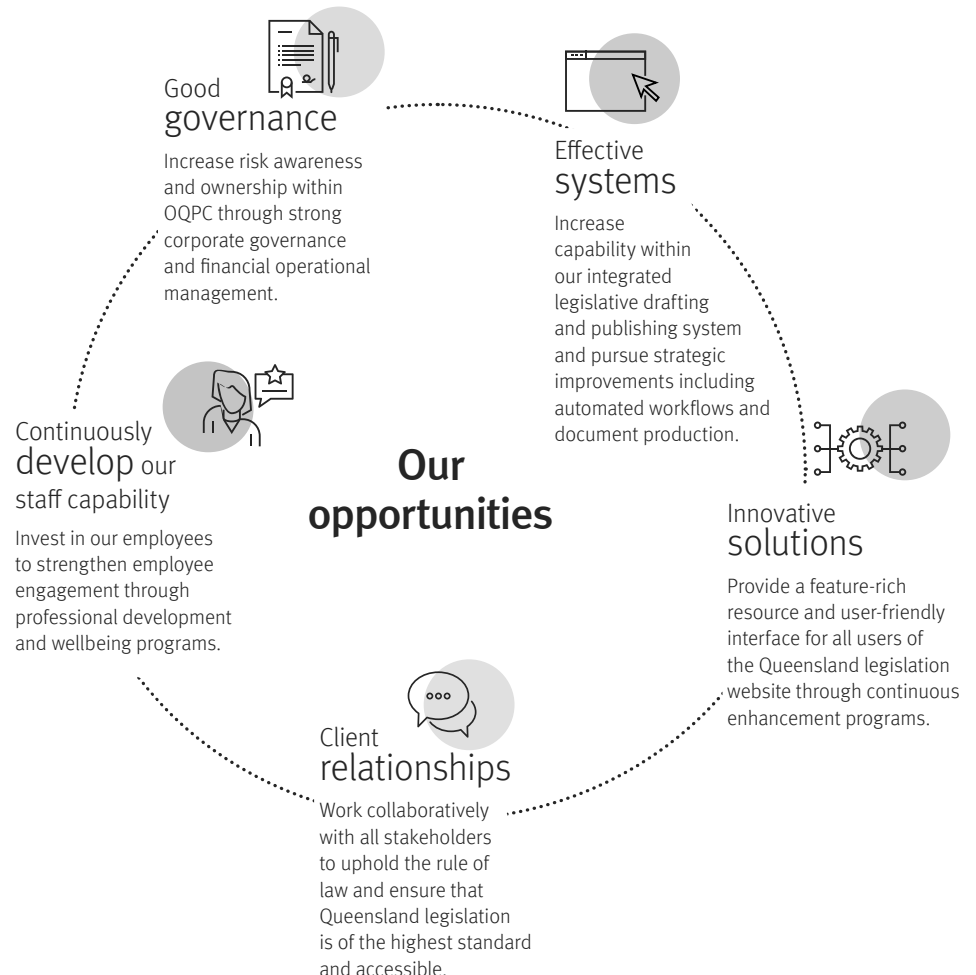 Good
governance
Increase risk awareness
and ownership within
OQPC through strong
corporate governance
and financial operational
management.
Effective
systems
Increase
capability within
our integrated
legislative drafting
and publishing system
and pursue strategic
improvements including
automated workflows and
document production.
Innovative
solutions
Provide a feature-rich
resource and user-friendly
interface for all users of
the Queensland legislation
website through continuous
enhancement programs.
Client
relationships
Work collaboratively
with all stakeholders
to uphold the rule of
law and ensure that
Queensland legislation
is of the highest standard
and accessible.
Continuously
develop our
staff capability
Invest in our employees
to strengthen employee
engagement through
professional development
and wellbeing programs.
Our
opportunities